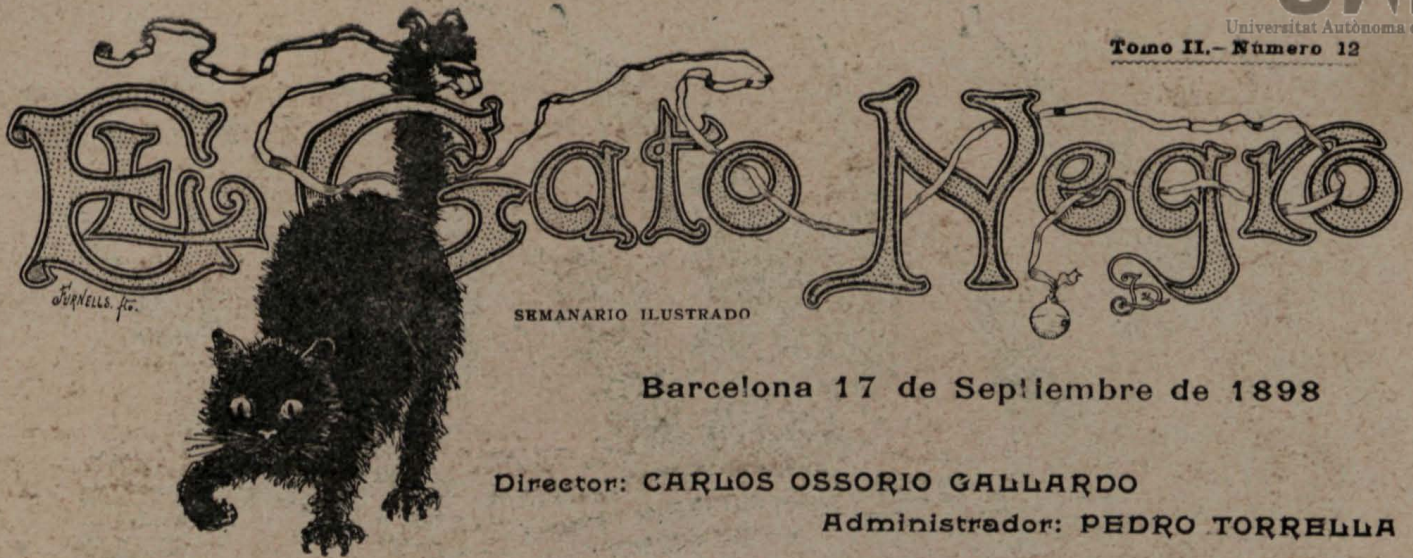 Universitat Autònoma
Tomo II.-Número 12
El Gato Negro
FURNELLS. fto.
SEMANARIO ILUSTRADO
Barcelona 17 de Septiembre de 1898
Director: CARLOS OSSORIO GALLARDO
Administrador: PEDRO TORRELLA